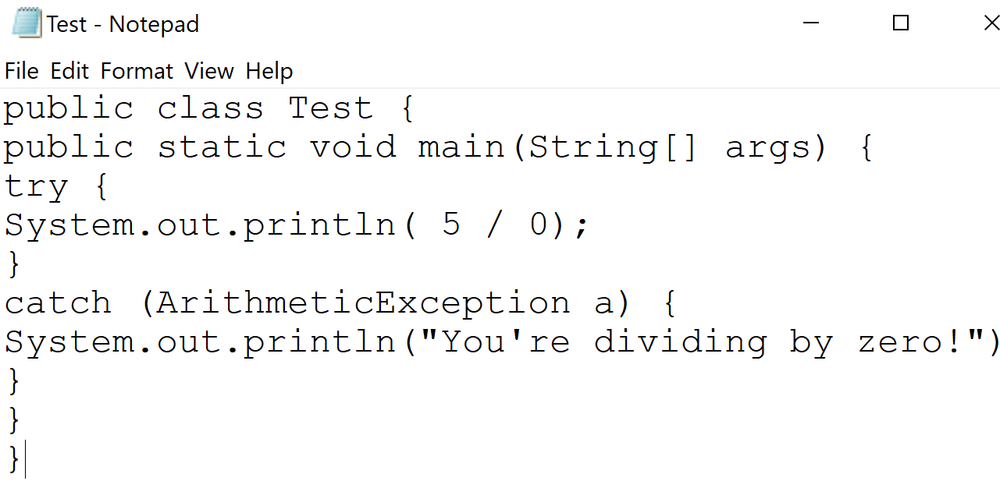 Test - Notepad
File Edit Format View Help
public class Test {
public static void main(String[] args) {
try {
System.out.println( 5 / 0);
}
catch (ArithmeticException a) {
System.out.println("You're dividing by zero!")
}
}
}